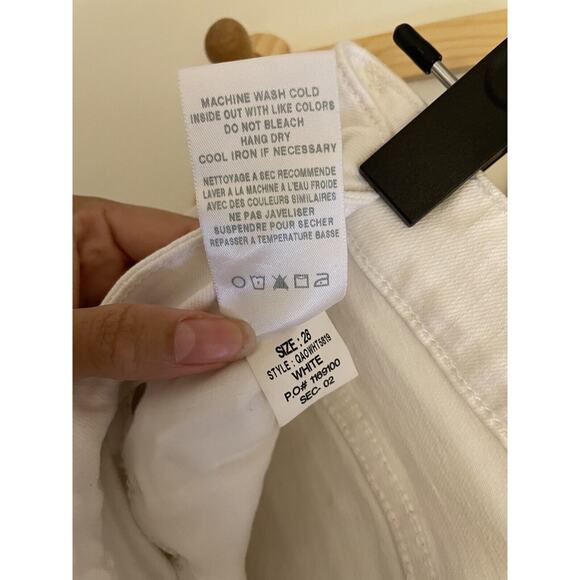 MACHINE WASH COLD
INSIDE OUT WITH LIKE COLORS
DO NOT BLEACH
HANG DRY
COOL IRON IF NECESSARY
NETTOYAGE A SEC RECOMMENDE
LAVER A LA MACHINE A L'EAU FROIDE
AVEC DES COULEURS SIMILAIRES
NE PAS JAVELISER
SUSPENDRE POUR SECHER
REPASSER A TEMPERATURE BASSE
SIZE : 28
STYLE : QAOWHT5819
WHITE
P.O# 1169100
SEC- 02